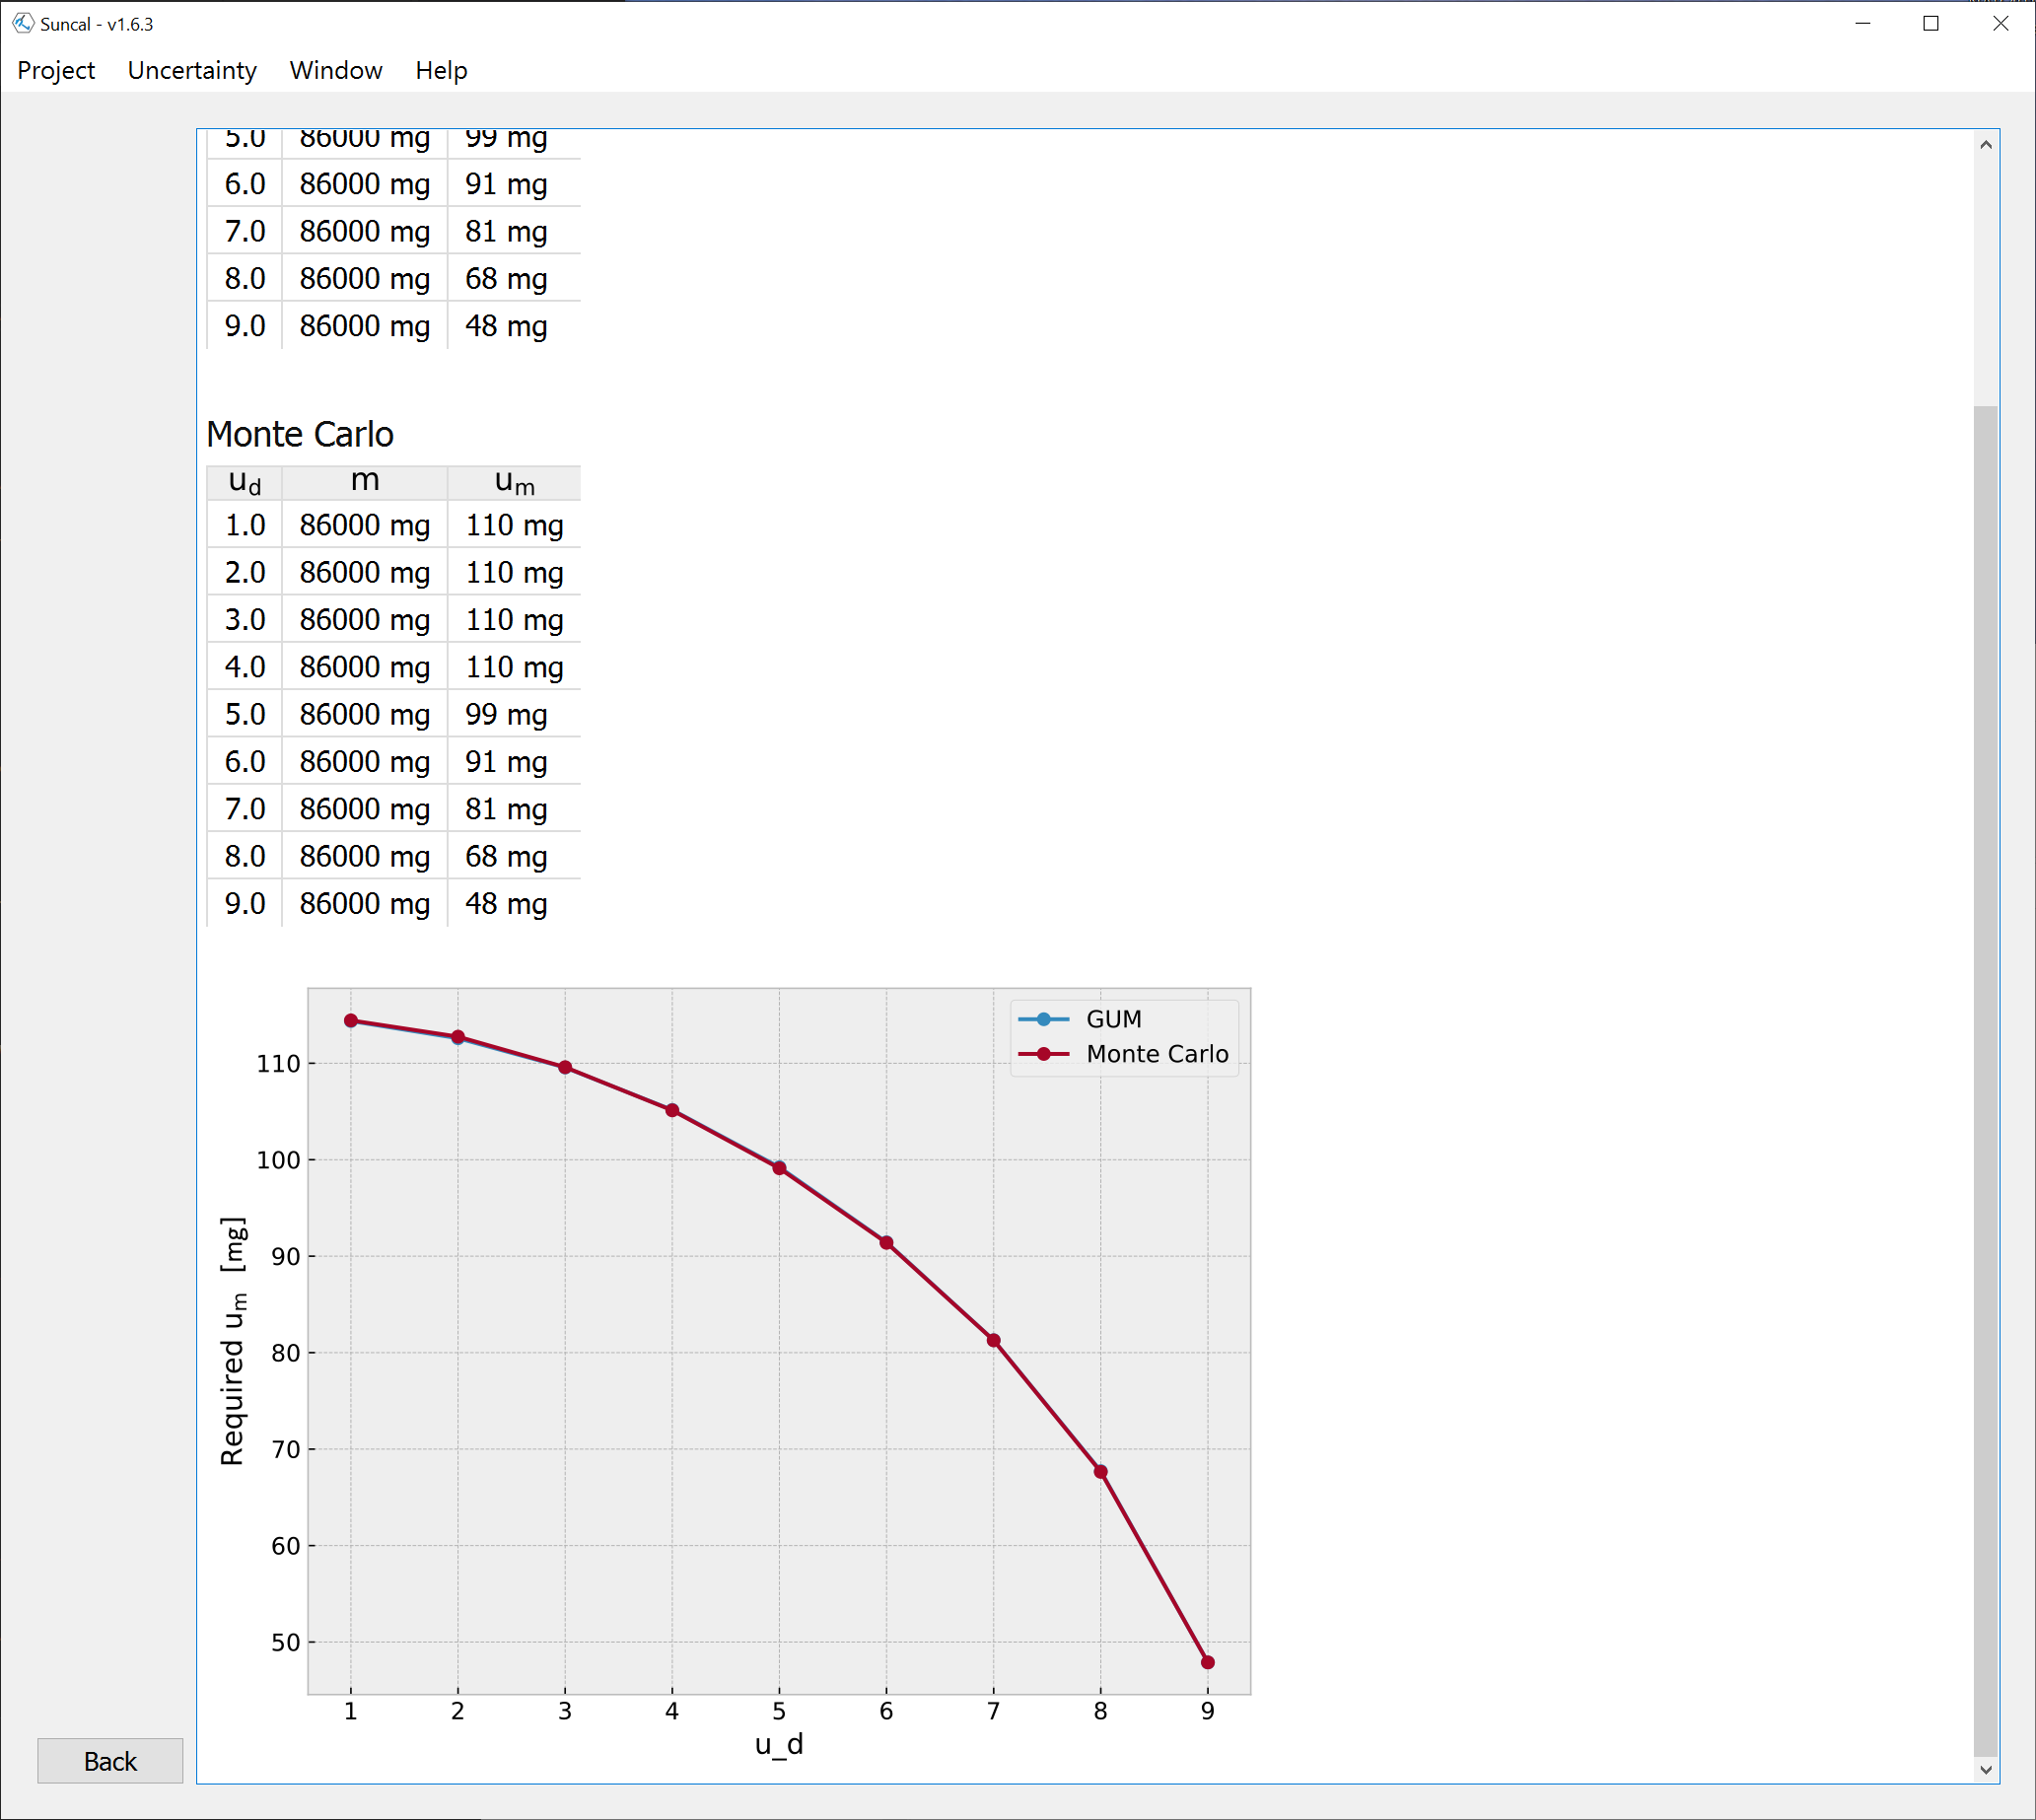 Suncal - v1.6.3
Project Uncertainty Window Help
5.0 86000 mg 99 mg
6.0 86000 mg 91 mg
7.0 86000 mg 81 mg
8.0 86000 mg 68 mg
9.0 86000 mg 48 mg
Monte Carlo
u_d m u_m
1.0 86000 mg 110 mg
2.0 86000 mg 110 mg
3.0 86000 mg 110 mg
4.0 86000 mg 110 mg
5.0 86000 mg 99 mg
6.0 86000 mg 91 mg
7.0 86000 mg 81 mg
8.0 86000 mg 68 mg
9.0 86000 mg 48 mg
GUM
Monte Carlo
110
100
90
80
70
60
50
Required u_m [mg]
1 2 3 4 5 6 7 8 9
u_d
Back